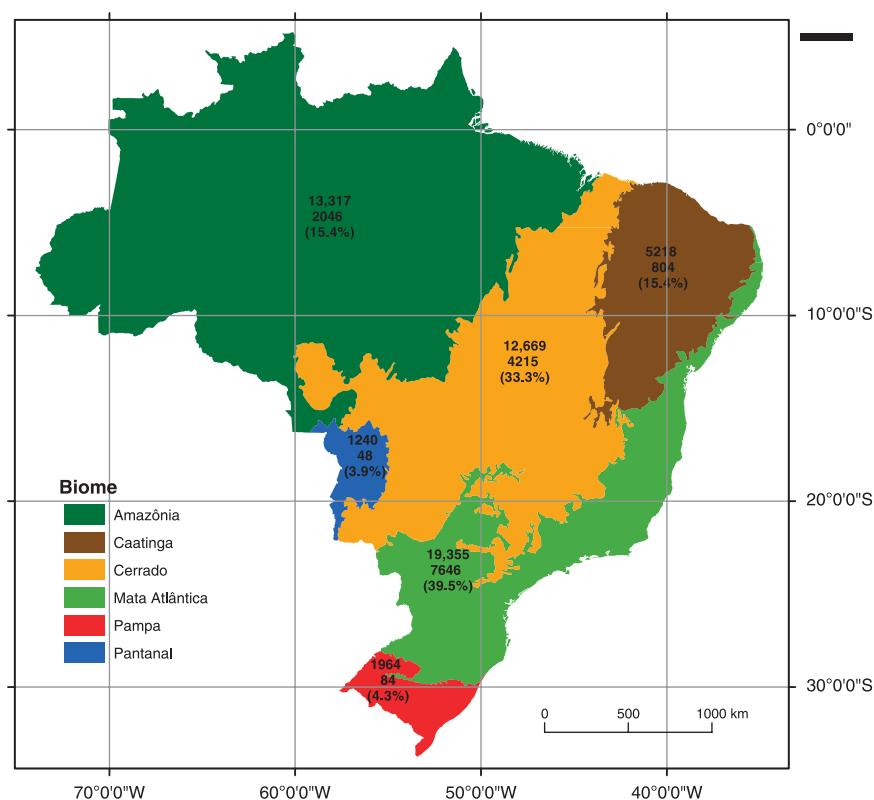 0°0'0"
13,317
2046
(15.4%)
5218
804
(15.4%)
10°0'0"S
12,669
4215
(33.3%)
1240
48
(3.9%)
Biome
Amazônia
Caatinga
Cerrado
Mata Atlântica
Pampa
Pantanal
20°0'0"S
19,355
7646
(39.5%)
1964
84
(4.3%)
30°0'0"S
0 500 1000 km
70°0'0"W 60°0'0"W 50°0'0"W 40°0'0"W